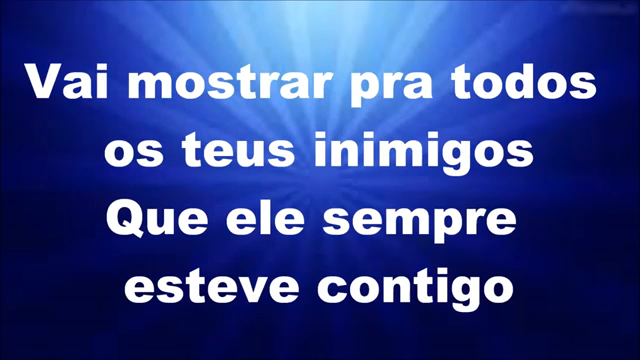 Vai mostrar pra todos
os teus inimigos
Que ele sempre
esteve contigo